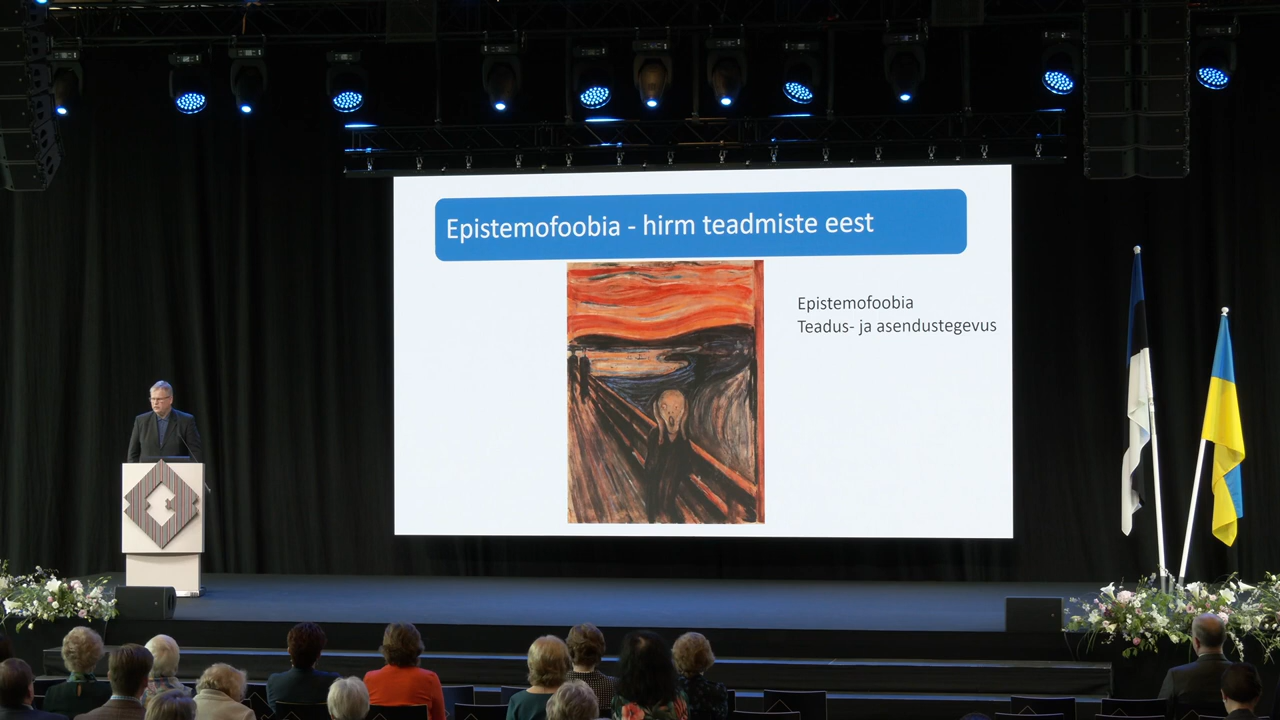 Epistemofoobia - hirm teadmiste eest
Epistemofoobia
Teadus- ja asendustegevus